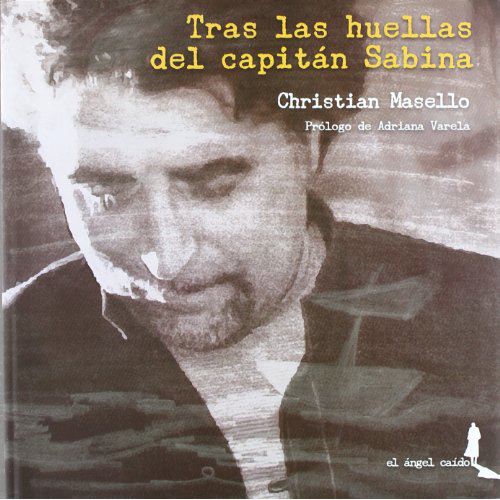 Tras las huellas
del capitán Sabina
Christian Masello
Prólogo de Adriana Varela
el ángel caído